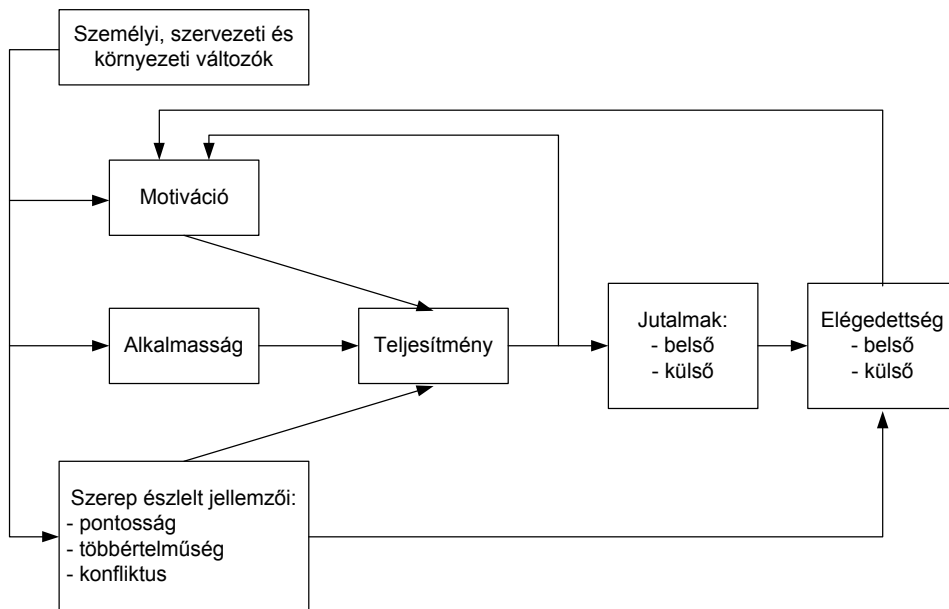 Személyi, szervezeti és
környezeti változók
Motiváció
Alkalmasság
Teljesítmény
Jutalmak:
- belső
- külső
Elégedettség
- belső
- külső
Szerep észlelt jellemzői:
- pontosság
- többértelműség
- konfliktus